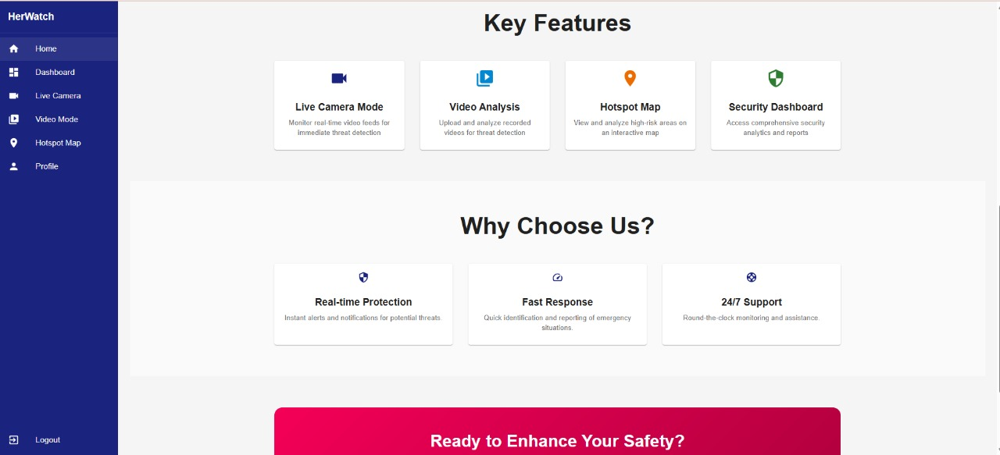 HerWatch
Home
Dashboard
Live Camera
Video Mode
Hotspot Map
Profile
Logout
Key Features
Live Camera Mode
Monitor real-time video feeds for
immediate threat detection
Video Analysis
Upload and analyze recorded
videos for threat detection
Hotspot Map
View and analyze high-risk areas on
an interactive map
Security Dashboard
Access comprehensive security
analytics and reports
Why Choose Us?
Real-time Protection
Instant alerts and notifications for potential threats.
Fast Response
Quick identification and reporting of emergency
situations.
24/7 Support
Round-the-clock monitoring and assistance.
Ready to Enhance Your Safety?